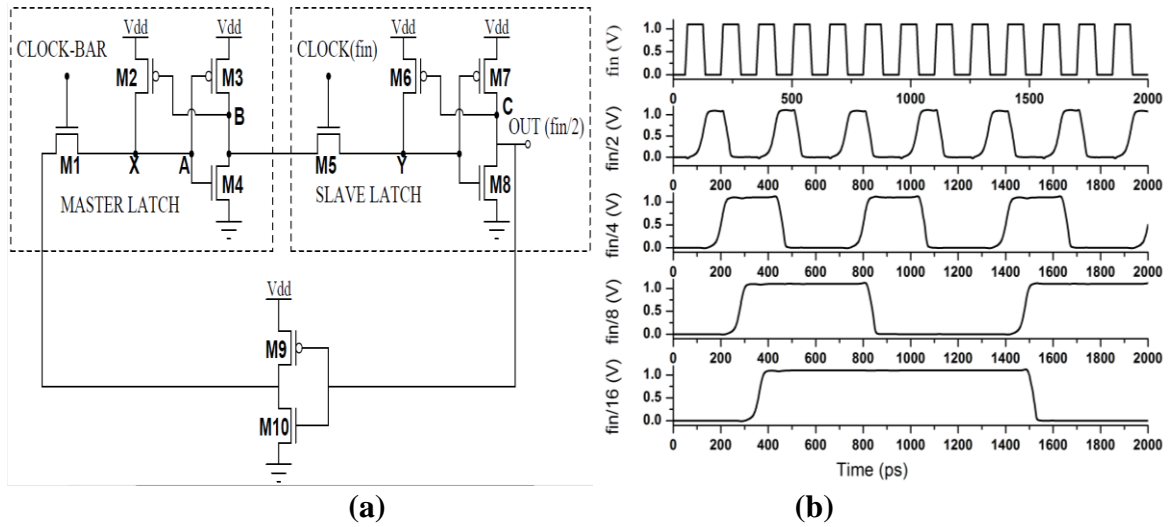 Vdd Vdd Vdd Vdd
CLOCK-BAR CLOCK(fin)
M2 M3 M6 M7
B C
OUT (fin/2)
M1 X A M5 Y
M4 M8
MASTER LATCH SLAVE LATCH
Vdd
M9
M10
(a)
fin (V)
1.0
0.5
0.0
0 500 1000 1500 2000
fin/2 (V)
1.0
0.5
0.0
0 200 400 600 800 1000 1200 1400 1600 1800 2000
fin/4 (V)
1.0
0.5
0.0
0 200 400 600 800 1000 1200 1400 1600 1800 2000
fin/8 (V)
1.0
0.5
0.0
0 200 400 600 800 1000 1200 1400 1600 1800 2000
fin/16 (V)
1.0
0.5
0.0
0 200 400 600 800 1000 1200 1400 1600 1800 2000
Time (ps)
(b)